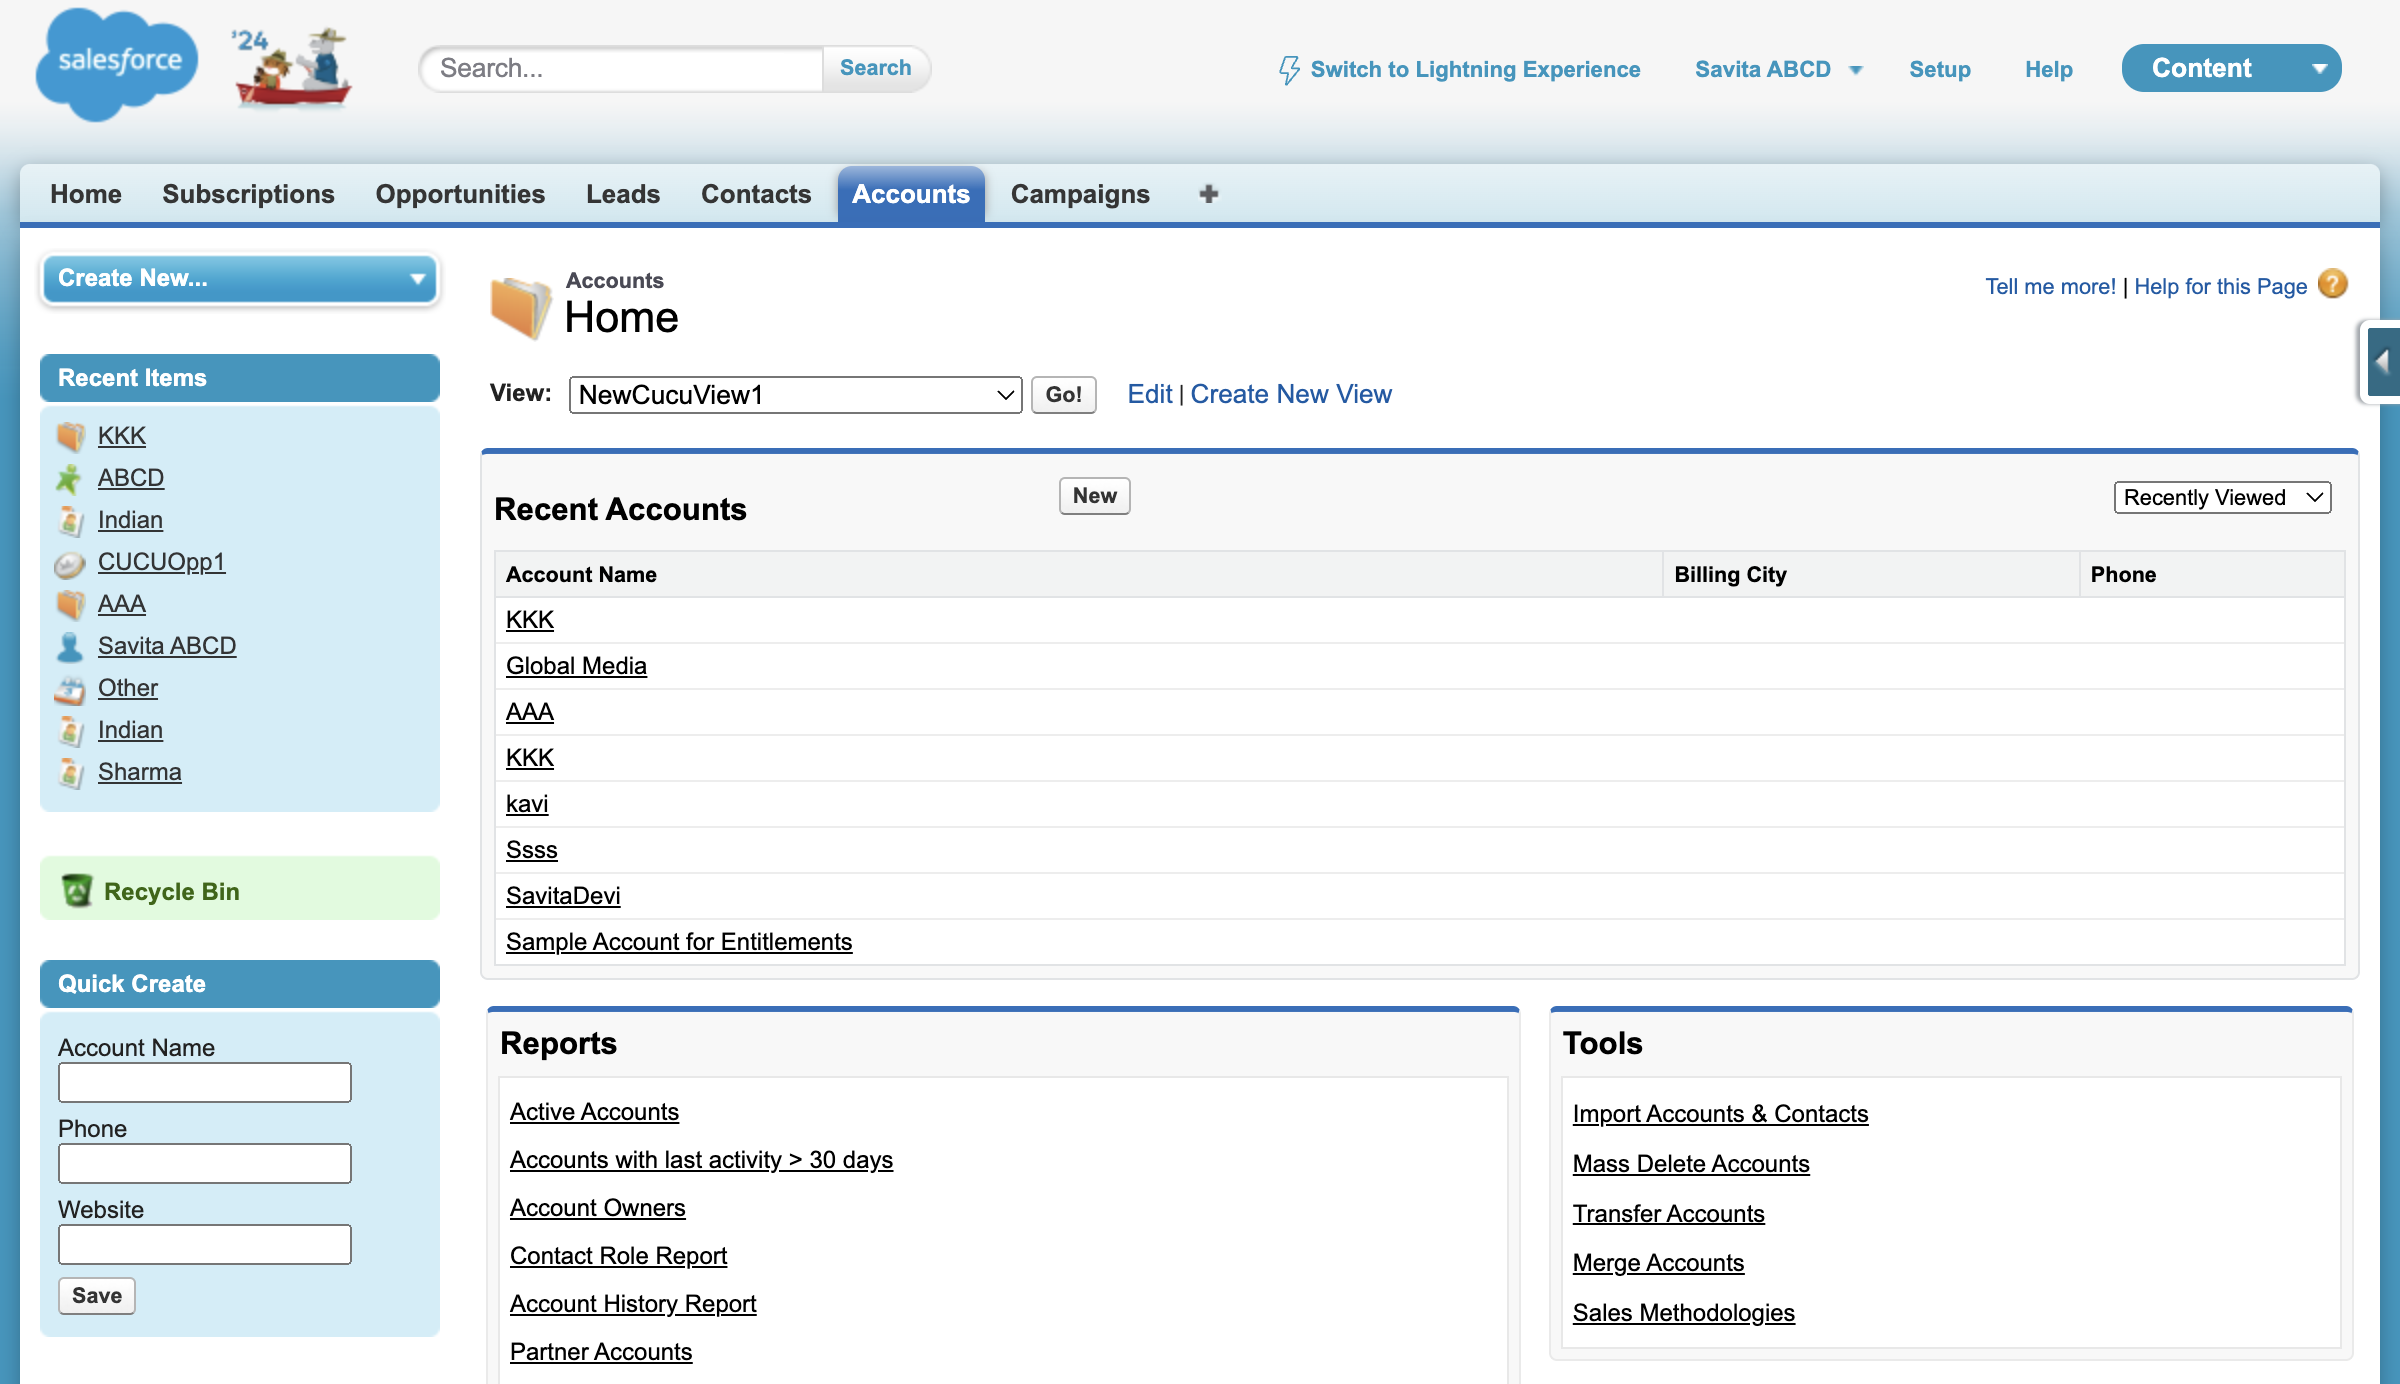 salesforce
'24
Search...
Search
Switch to Lightning Experience
Savita ABCD
Setup
Help
Content
Home
Subscriptions
Opportunities
Leads
Contacts
Accounts
Campaigns
Create New...
Recent Items
KKK
ABCD
Indian
CUCUOpp1
AAA
Savita ABCD
Other
Indian
Sharma
Recycle Bin
Quick Create
Account Name
Phone
Website
Save
Accounts
Home
Tell me more! | Help for this Page
View: NewCucuView1 Go! Edit | Create New View
Recent Accounts
New
Recently Viewed
Account Name Billing City Phone
KKK
Global Media
AAA
KKK
kavi
Ssss
SavitaDevi
Sample Account for Entitlements
Reports
Active Accounts
Accounts with last activity > 30 days
Account Owners
Contact Role Report
Account History Report
Partner Accounts
Tools
Import Accounts & Contacts
Mass Delete Accounts
Transfer Accounts
Merge Accounts
Sales Methodologies